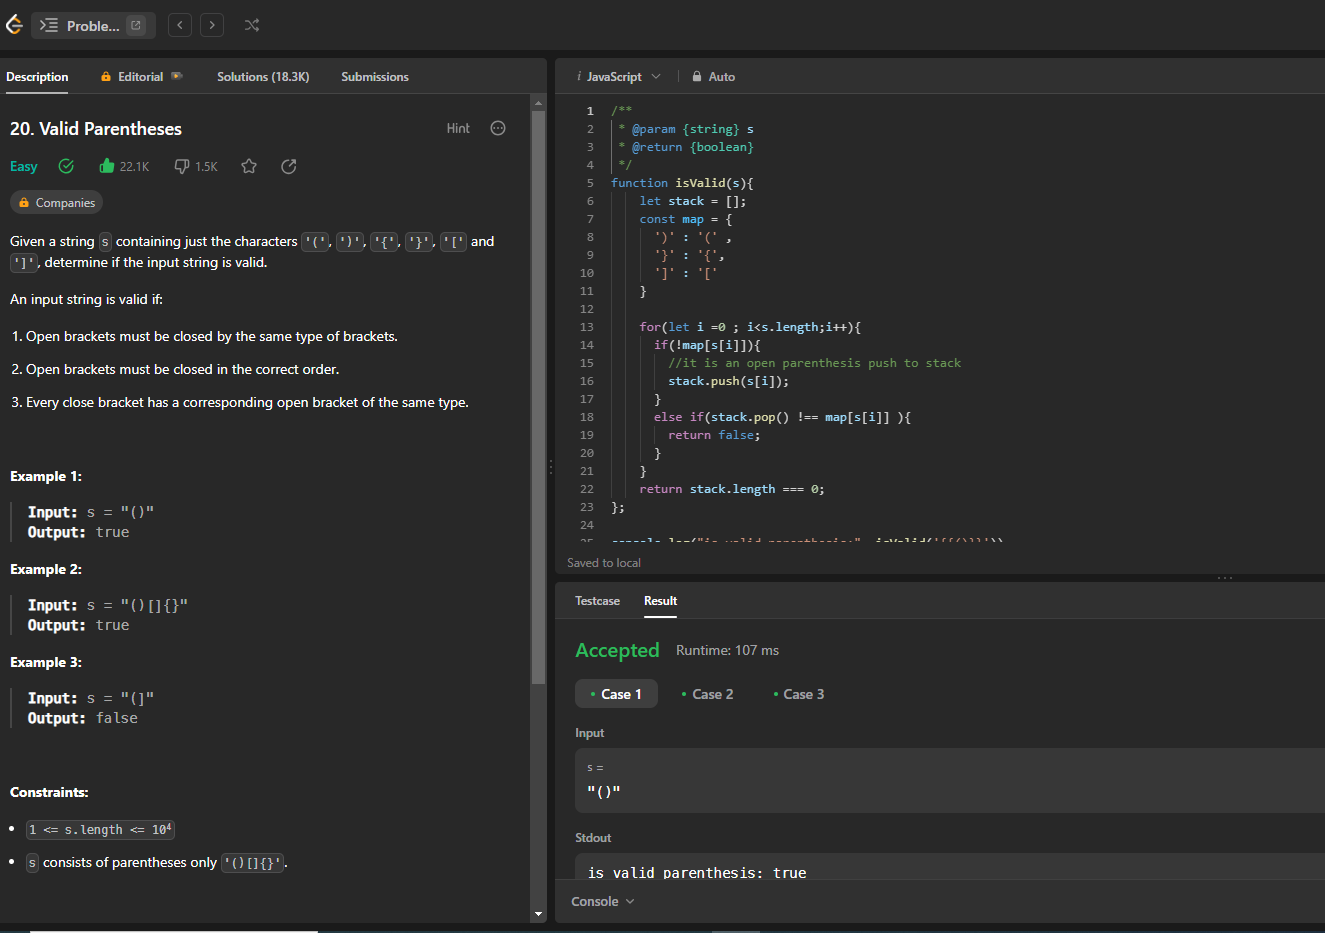 Proble...
Description
Editorial
Solutions (18.3K)
Submissions
20. Valid Parentheses
Hint
Easy
22.1K
1.5K
Companies
Given a string s containing just the characters '(', ')', '{', '}', '[' and
']', determine if the input string is valid.
An input string is valid if:
1. Open brackets must be closed by the same type of brackets.
2. Open brackets must be closed in the correct order.
3. Every close bracket has a corresponding open bracket of the same type.
Example 1:
Input: s = "()"
Output: true
Example 2:
Input: s = "()[]{}"
Output: true
Example 3:
Input: s = "(]"
Output: false
Constraints:
1 <= s.length <= 10⁴
s consists of parentheses only '()[]{}'.
i JavaScript
Auto
1 /**
2 * @param {string} s
3 * @return {boolean}
4 */
5 function isValid(s){
6 let stack = [];
7 const map = {
8 ')' : '(' ,
9 '}' : '{',
10 ']' : '['
11 }
12
13 for(let i =0 ; i<s.length;i++){
14 if(!map[s[i]]){
15 //it is an open parenthesis push to stack
16 stack.push(s[i]);
17 }
18 else if(stack.pop() !== map[s[i]] ){
19 return false;
20 }
21 }
22 return stack.length === 0;
23 };
24
25 console.log("is valid parenthesis:", isValid(
Saved to local
Testcase
Result
Accepted
Runtime: 107 ms
Case 1
Case 2
Case 3
Input
s =
"()"
Stdout
is valid parenthesis: true
Console